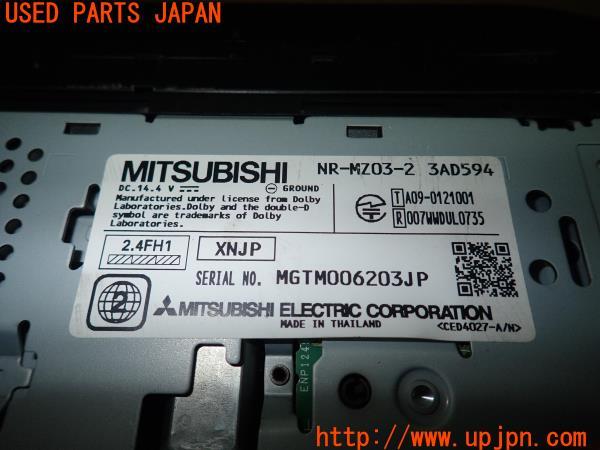 USED PARTS JAPAN
MITSUBISHI NR-MZ03-2 3AD594
DC.14.4 V GROUND
Manufactured under license from Dolby
Laboratories.Dolby and the double-D
symbol are trademarks of Dolby
Laboratories.
T A09-0121001
R 007WWDUL0735
2.4FH1 XNJP
SERIAL NO. MGTM006203JP
2
MITSUBISHI ELECTRIC CORPORATION
MADE IN THAILAND <CED4027-A/N>
ENP124
http://www.upjpn.com